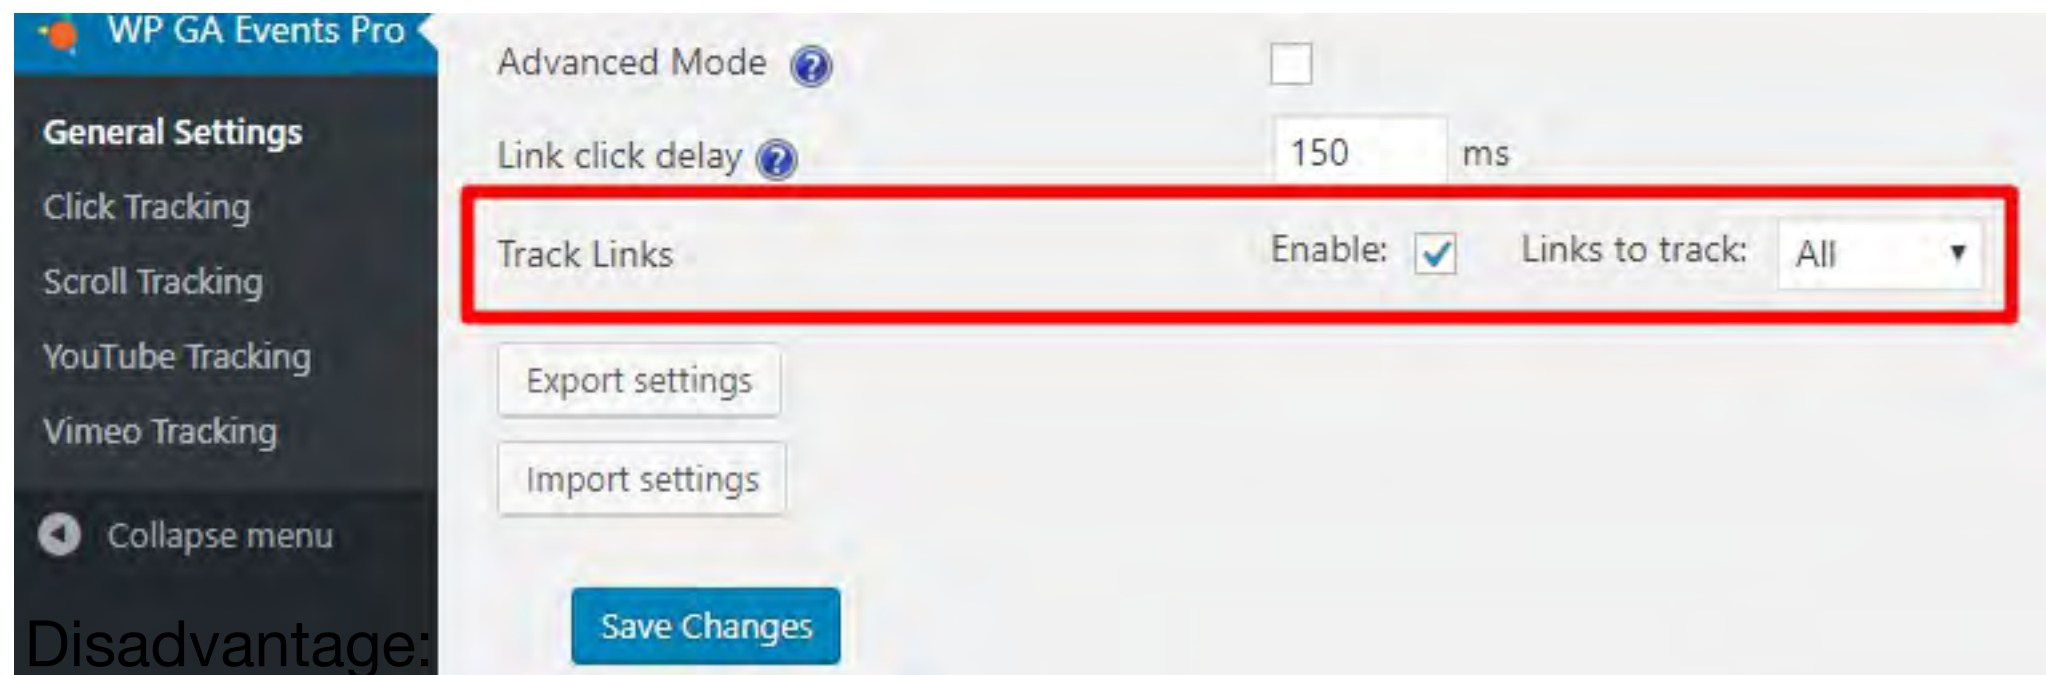 WP GA Events Pro
General Settings
Click Tracking
Scroll Tracking
YouTube Tracking
Vimeo Tracking
Collapse menu
Disadvantage:
Advanced Mode ?
Link click delay ? 150 ms
Track Links Enable: Links to track: All
Export settings
Import settings
Save Changes